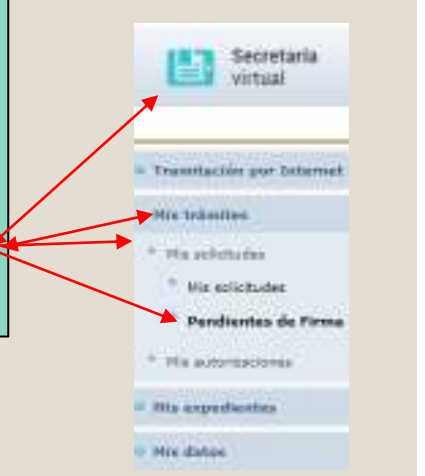 Secretaría
virtual
Tramitación por Internet
Mis trámites
Mis solicitudes
Mis solicitudes
Pendientes de Firma
Mis autorizaciones
Mis expedientes
Mis datos